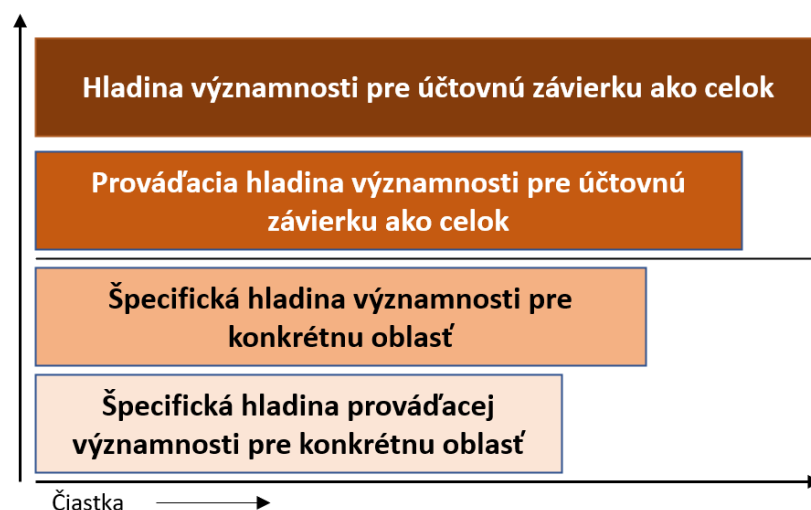 Hladina významnosti pre účtovnú závierku ako celok
Prováďacia hladina významnosti pre účtovnú
závierku ako celok
Špecifická hladina významnosti pre
konkrétnu oblasť
Špecifická hladina prováďacej
významnosti pre konkrétnu oblasť
Čiastka